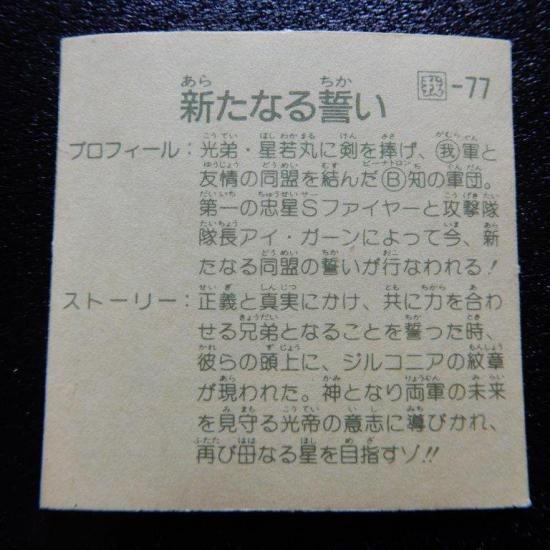 新たなる誓い 我-77
プロフィール：光弟・星若丸に剣を捧げ、我軍と
友情の同盟を結んだⒷ知の軍団。
第一の忠星Sファイヤーと攻撃隊
隊長アイ・ガーンによって今、新
たなる同盟の誓いが行なわれる！
ストーリー：正義と真実にかけ、共に力を合わ
せる兄弟となることを誓った時、
彼らの頭上に、ジルコニアの紋章
が現われた。神となり両軍の未来
を見守る光帝の意志に導びかれ、
再び母なる星を目指すゾ!!